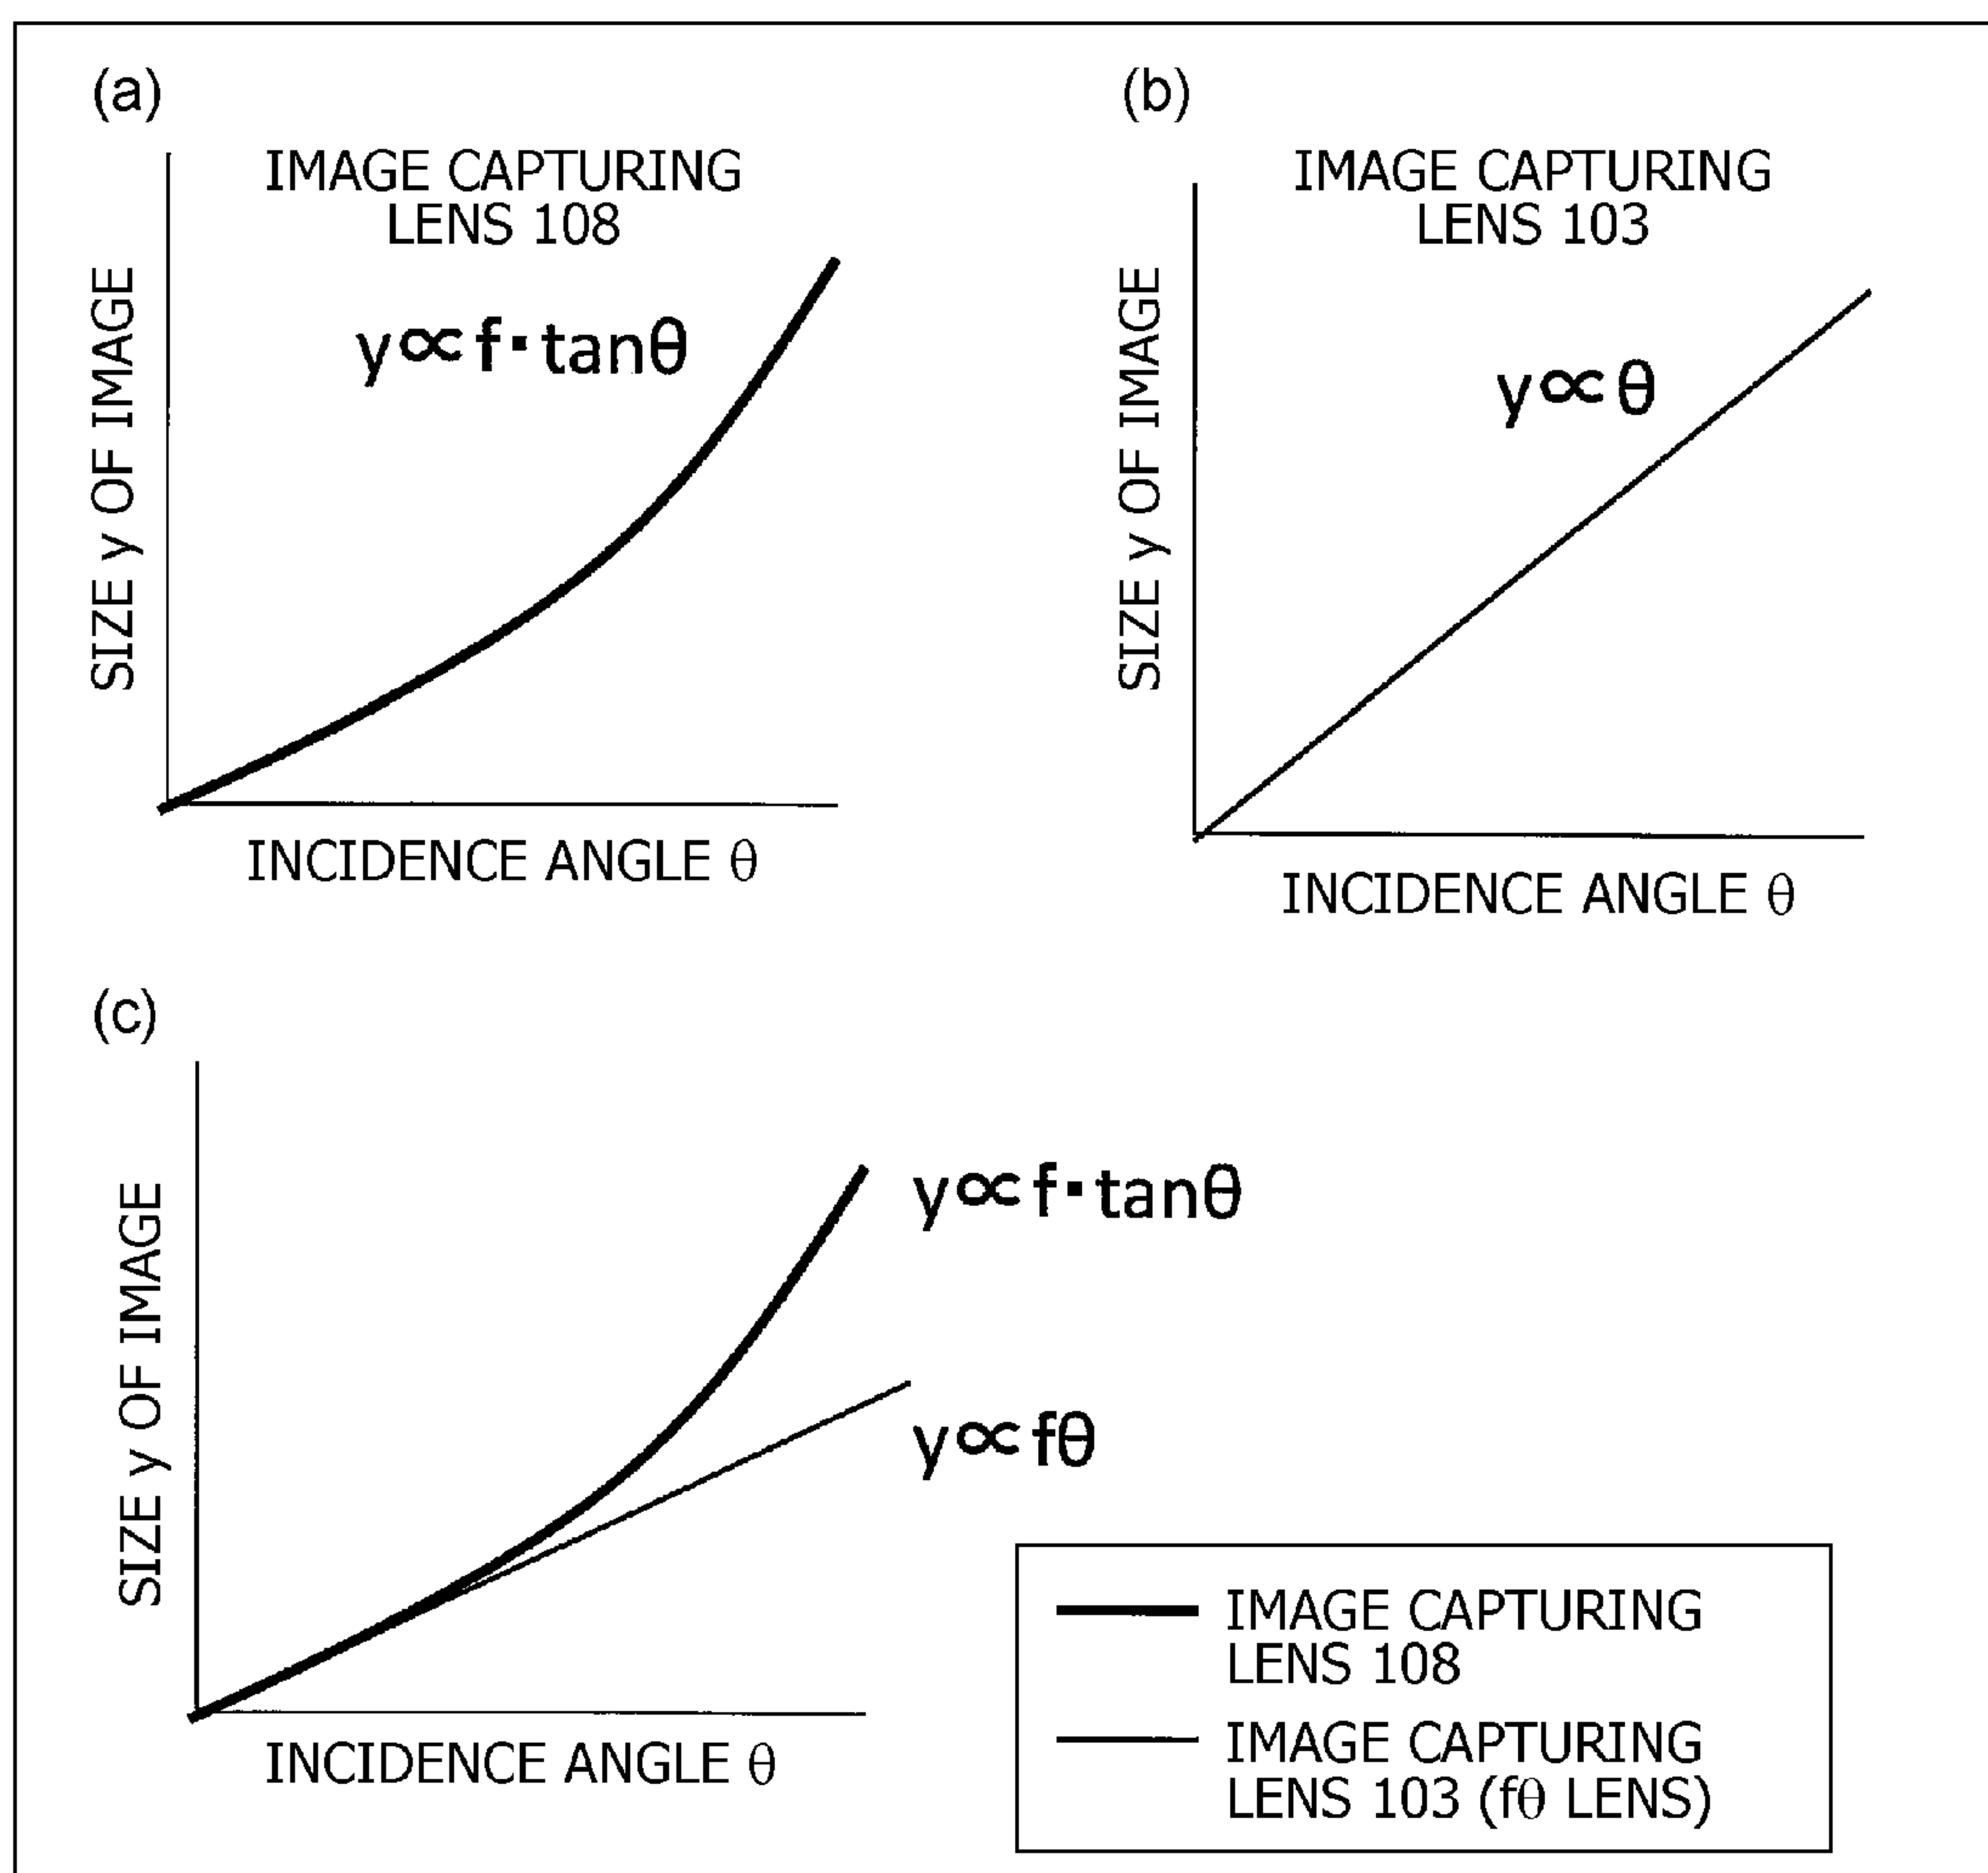 (a)
IMAGE CAPTURING
LENS 108
y∝f·tanθ
SIZE y OF IMAGE
INCIDENCE ANGLE θ
(b)
IMAGE CAPTURING
LENS 103
y∝θ
SIZE y OF IMAGE
INCIDENCE ANGLE θ
(c)
y∝f·tanθ
y∝fθ
SIZE y OF IMAGE
INCIDENCE ANGLE θ
IMAGE CAPTURING
LENS 108
IMAGE CAPTURING
LENS 103 (fθ LENS)